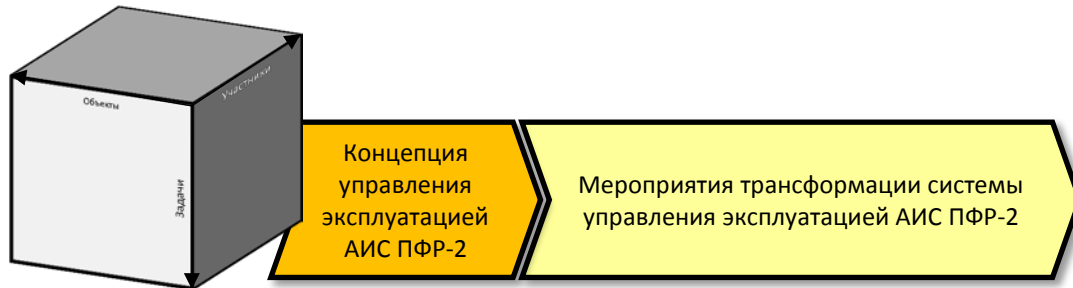 Участники
Объекты
Задачи
Концепция
управления
эксплуатацией
АИС ПФР-2
Мероприятия трансформации системы
управления эксплуатацией АИС ПФР-2